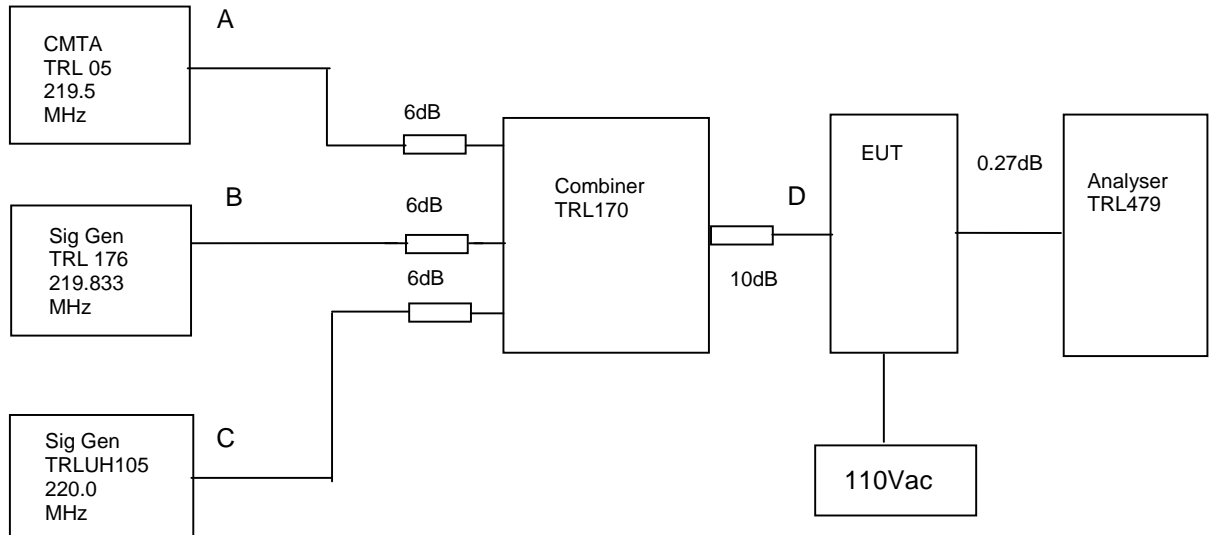 A
CMTA
TRL 05
219.5
MHz
6dB
B
Sig Gen
TRL 176
219.833
MHz
6dB
6dB
C
Sig Gen
TRLUH105
220.0
MHz
Combiner
TRL170
10dB
D
EUT
110Vac
0.27dB
Analyser
TRL479